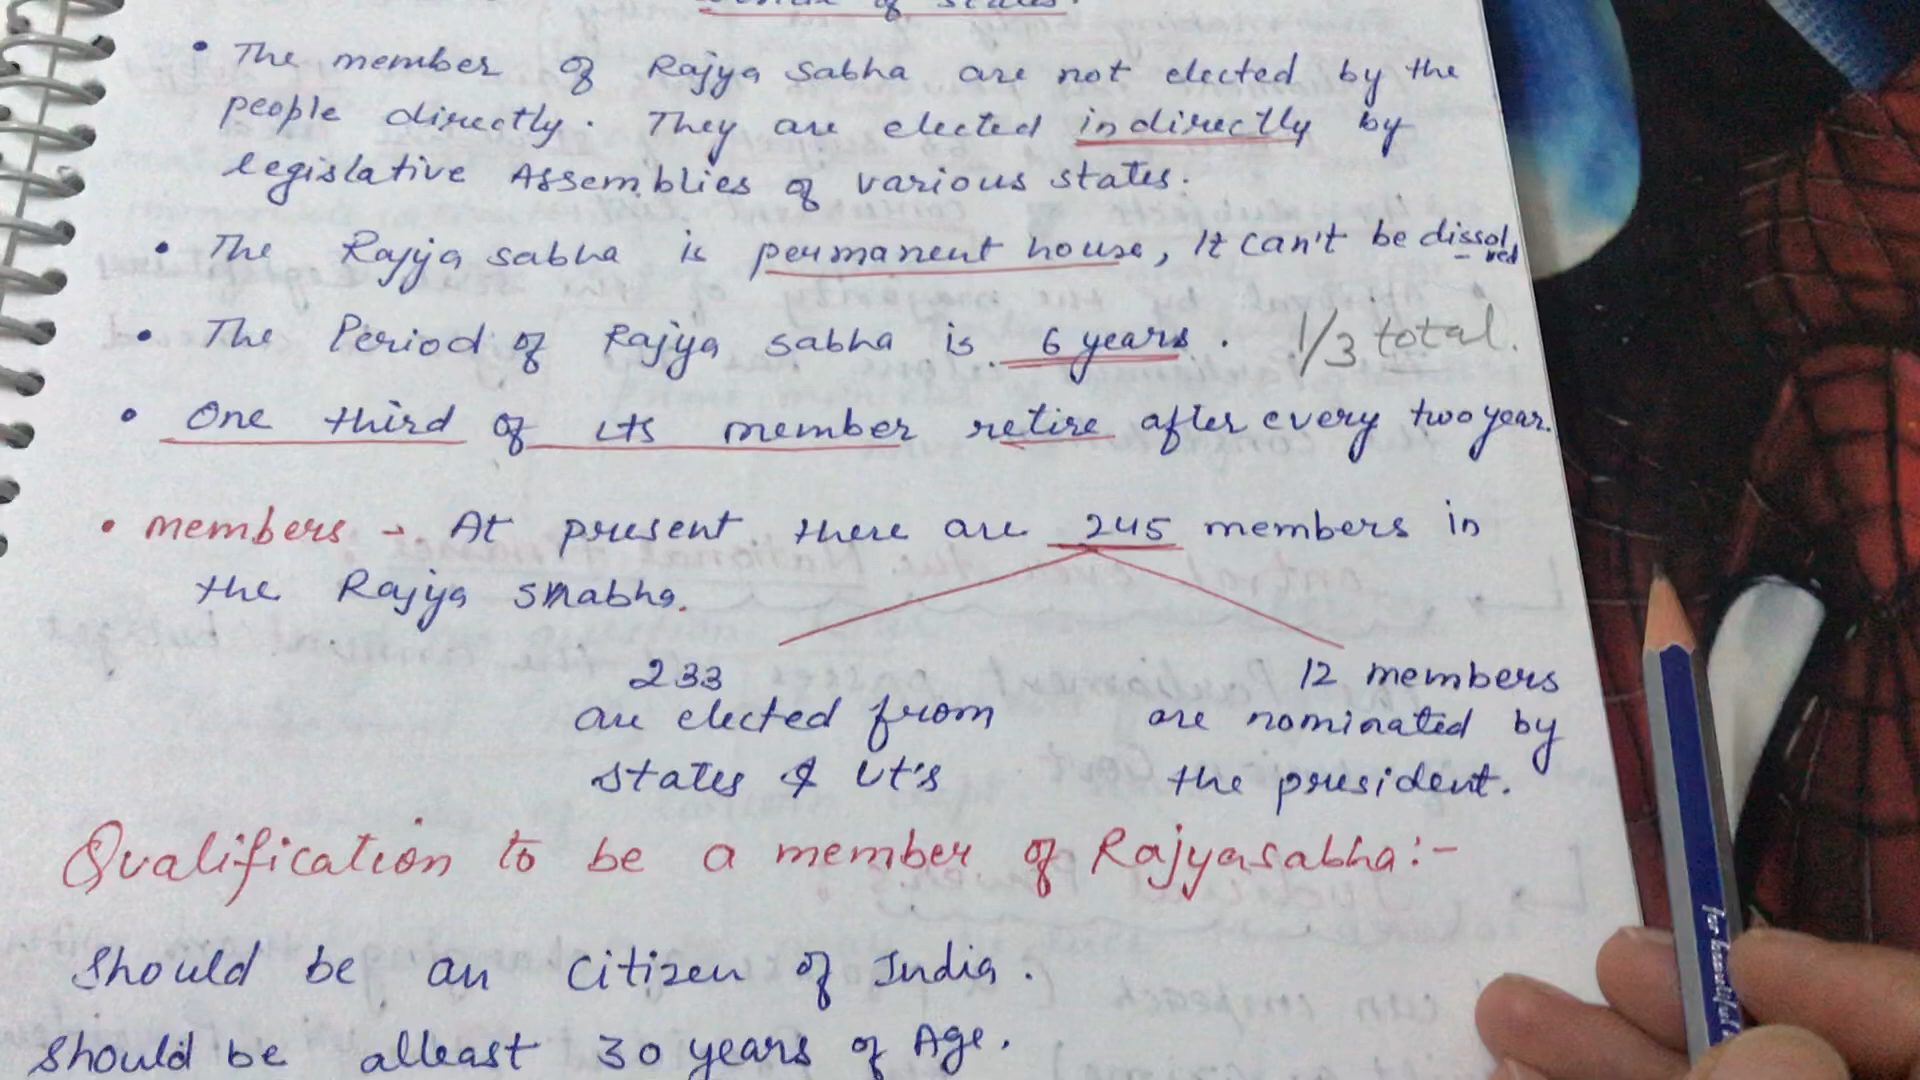 of states.
• The member of Rajya Sabha are not elected by the
people directly. They are elected indirectly by
legislative Assemblies of various states.
• The Rajya sabha is permanent house, It can't be dissolved
• The Period of Rajya sabha is 6 years. 1/3 total.
• One third of its member retire after every two year.
• members → At present there are 245 members in
the Rajya snabha.
233
are elected from
states & Ut's
12 members
are nominated by
the president.
Qualification to be a member of Rajyasabha:-
Should be an citizen of India.
Should be atleast 30 years of Age.